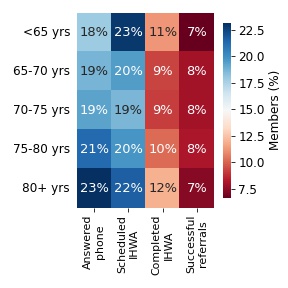 <65 yrs 18% 23% 11% 7%
65-70 yrs 19% 20% 9% 8%
70-75 yrs 19% 19% 9% 8%
75-80 yrs 21% 20% 10% 8%
80+ yrs 23% 22% 12% 7%
Answered
phone
Scheduled
IHWA
Completed
IHWA
Successful
referrals
22.5
20.0
17.5
15.0
12.5
10.0
7.5
Members (%)